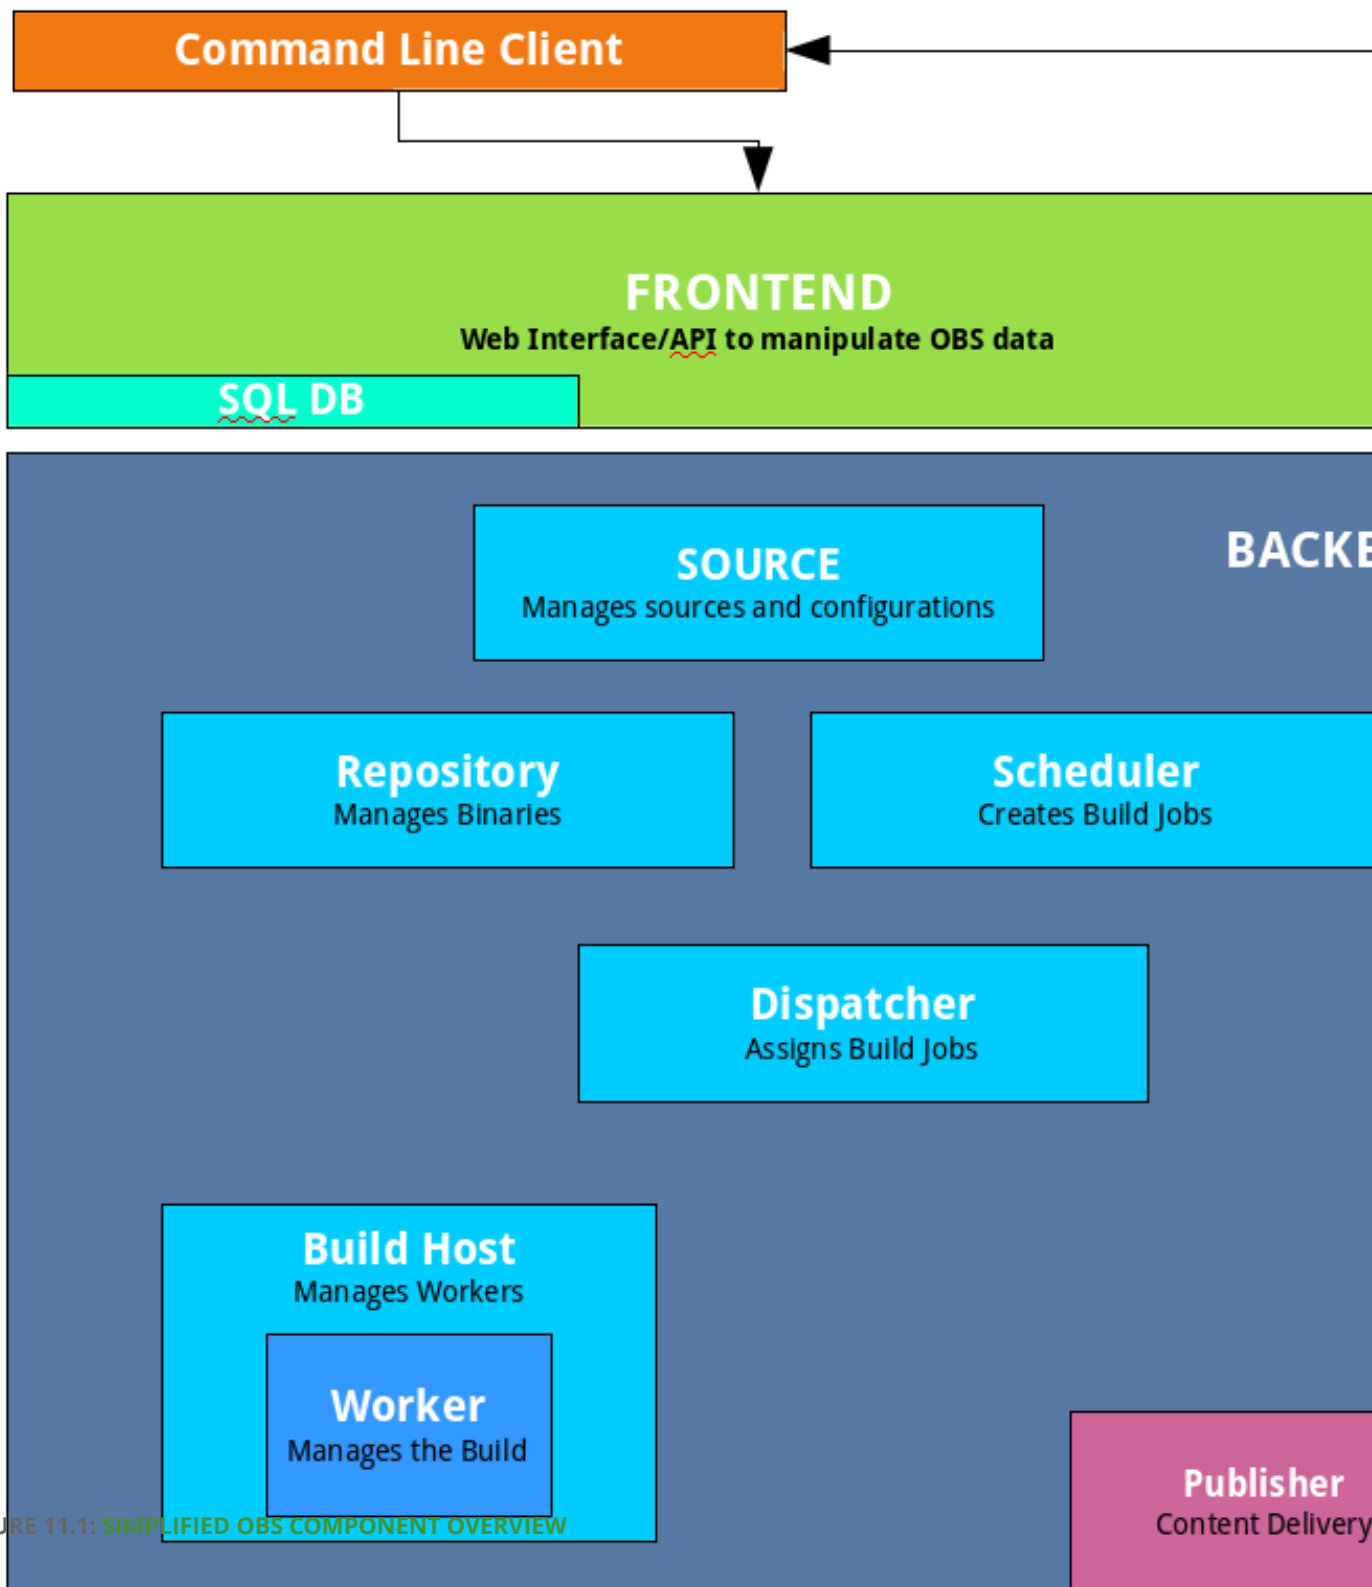 Command Line Client
FRONTEND
Web Interface/API to manipulate OBS data
SQL DB
BACKE
SOURCE
Manages sources and configurations
Repository
Manages Binaries
Scheduler
Creates Build Jobs
Dispatcher
Assigns Build Jobs
Build Host
Manages Workers
Worker
Manages the Build
Publisher
Content Delivery
URE 11.1: SIMPLIFIED OBS COMPONENT OVERVIEW